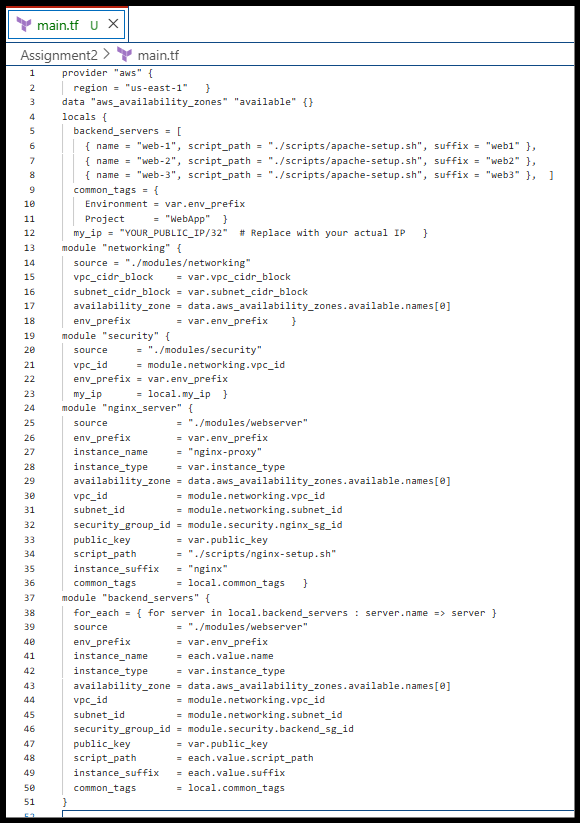 main.tf U ×
Assignment2 > main.tf
1 provider "aws" {
2 region = "us-east-1" }
3 data "aws_availability_zones" "available" {}
4 locals {
5 backend_servers = [
6 { name = "web-1", script_path = "./scripts/apache-setup.sh", suffix = "web1" },
7 { name = "web-2", script_path = "./scripts/apache-setup.sh", suffix = "web2" },
8 { name = "web-3", script_path = "./scripts/apache-setup.sh", suffix = "web3" }, ]
9 common_tags = {
10 Environment = var.env_prefix
11 Project = "WebApp" }
12 my_ip = "YOUR_PUBLIC_IP/32" # Replace with your actual IP }
13 module "networking" {
14 source = "./modules/networking"
15 vpc_cidr_block = var.vpc_cidr_block
16 subnet_cidr_block = var.subnet_cidr_block
17 availability_zone = data.aws_availability_zones.available.names[0]
18 env_prefix = var.env_prefix }
19 module "security" {
20 source = "./modules/security"
21 vpc_id = module.networking.vpc_id
22 env_prefix = var.env_prefix
23 my_ip = local.my_ip }
24 module "nginx_server" {
25 source = "./modules/webserver"
26 env_prefix = var.env_prefix
27 instance_name = "nginx-proxy"
28 instance_type = var.instance_type
29 availability_zone = data.aws_availability_zones.available.names[0]
30 vpc_id = module.networking.vpc_id
31 subnet_id = module.networking.subnet_id
32 security_group_id = module.security.nginx_sg_id
33 public_key = var.public_key
34 script_path = "./scripts/nginx-setup.sh"
35 instance_suffix = "nginx"
36 common_tags = local.common_tags }
37 module "backend_servers" {
38 for_each = { for server in local.backend_servers : server.name => server }
39 source = "./modules/webserver"
40 env_prefix = var.env_prefix
41 instance_name = each.value.name
42 instance_type = var.instance_type
43 availability_zone = data.aws_availability_zones.available.names[0]
44 vpc_id = module.networking.vpc_id
45 subnet_id = module.networking.subnet_id
46 security_group_id = module.security.backend_sg_id
47 public_key = var.public_key
48 script_path = each.value.script_path
49 instance_suffix = each.value.suffix
50 common_tags = local.common_tags
51 }
52